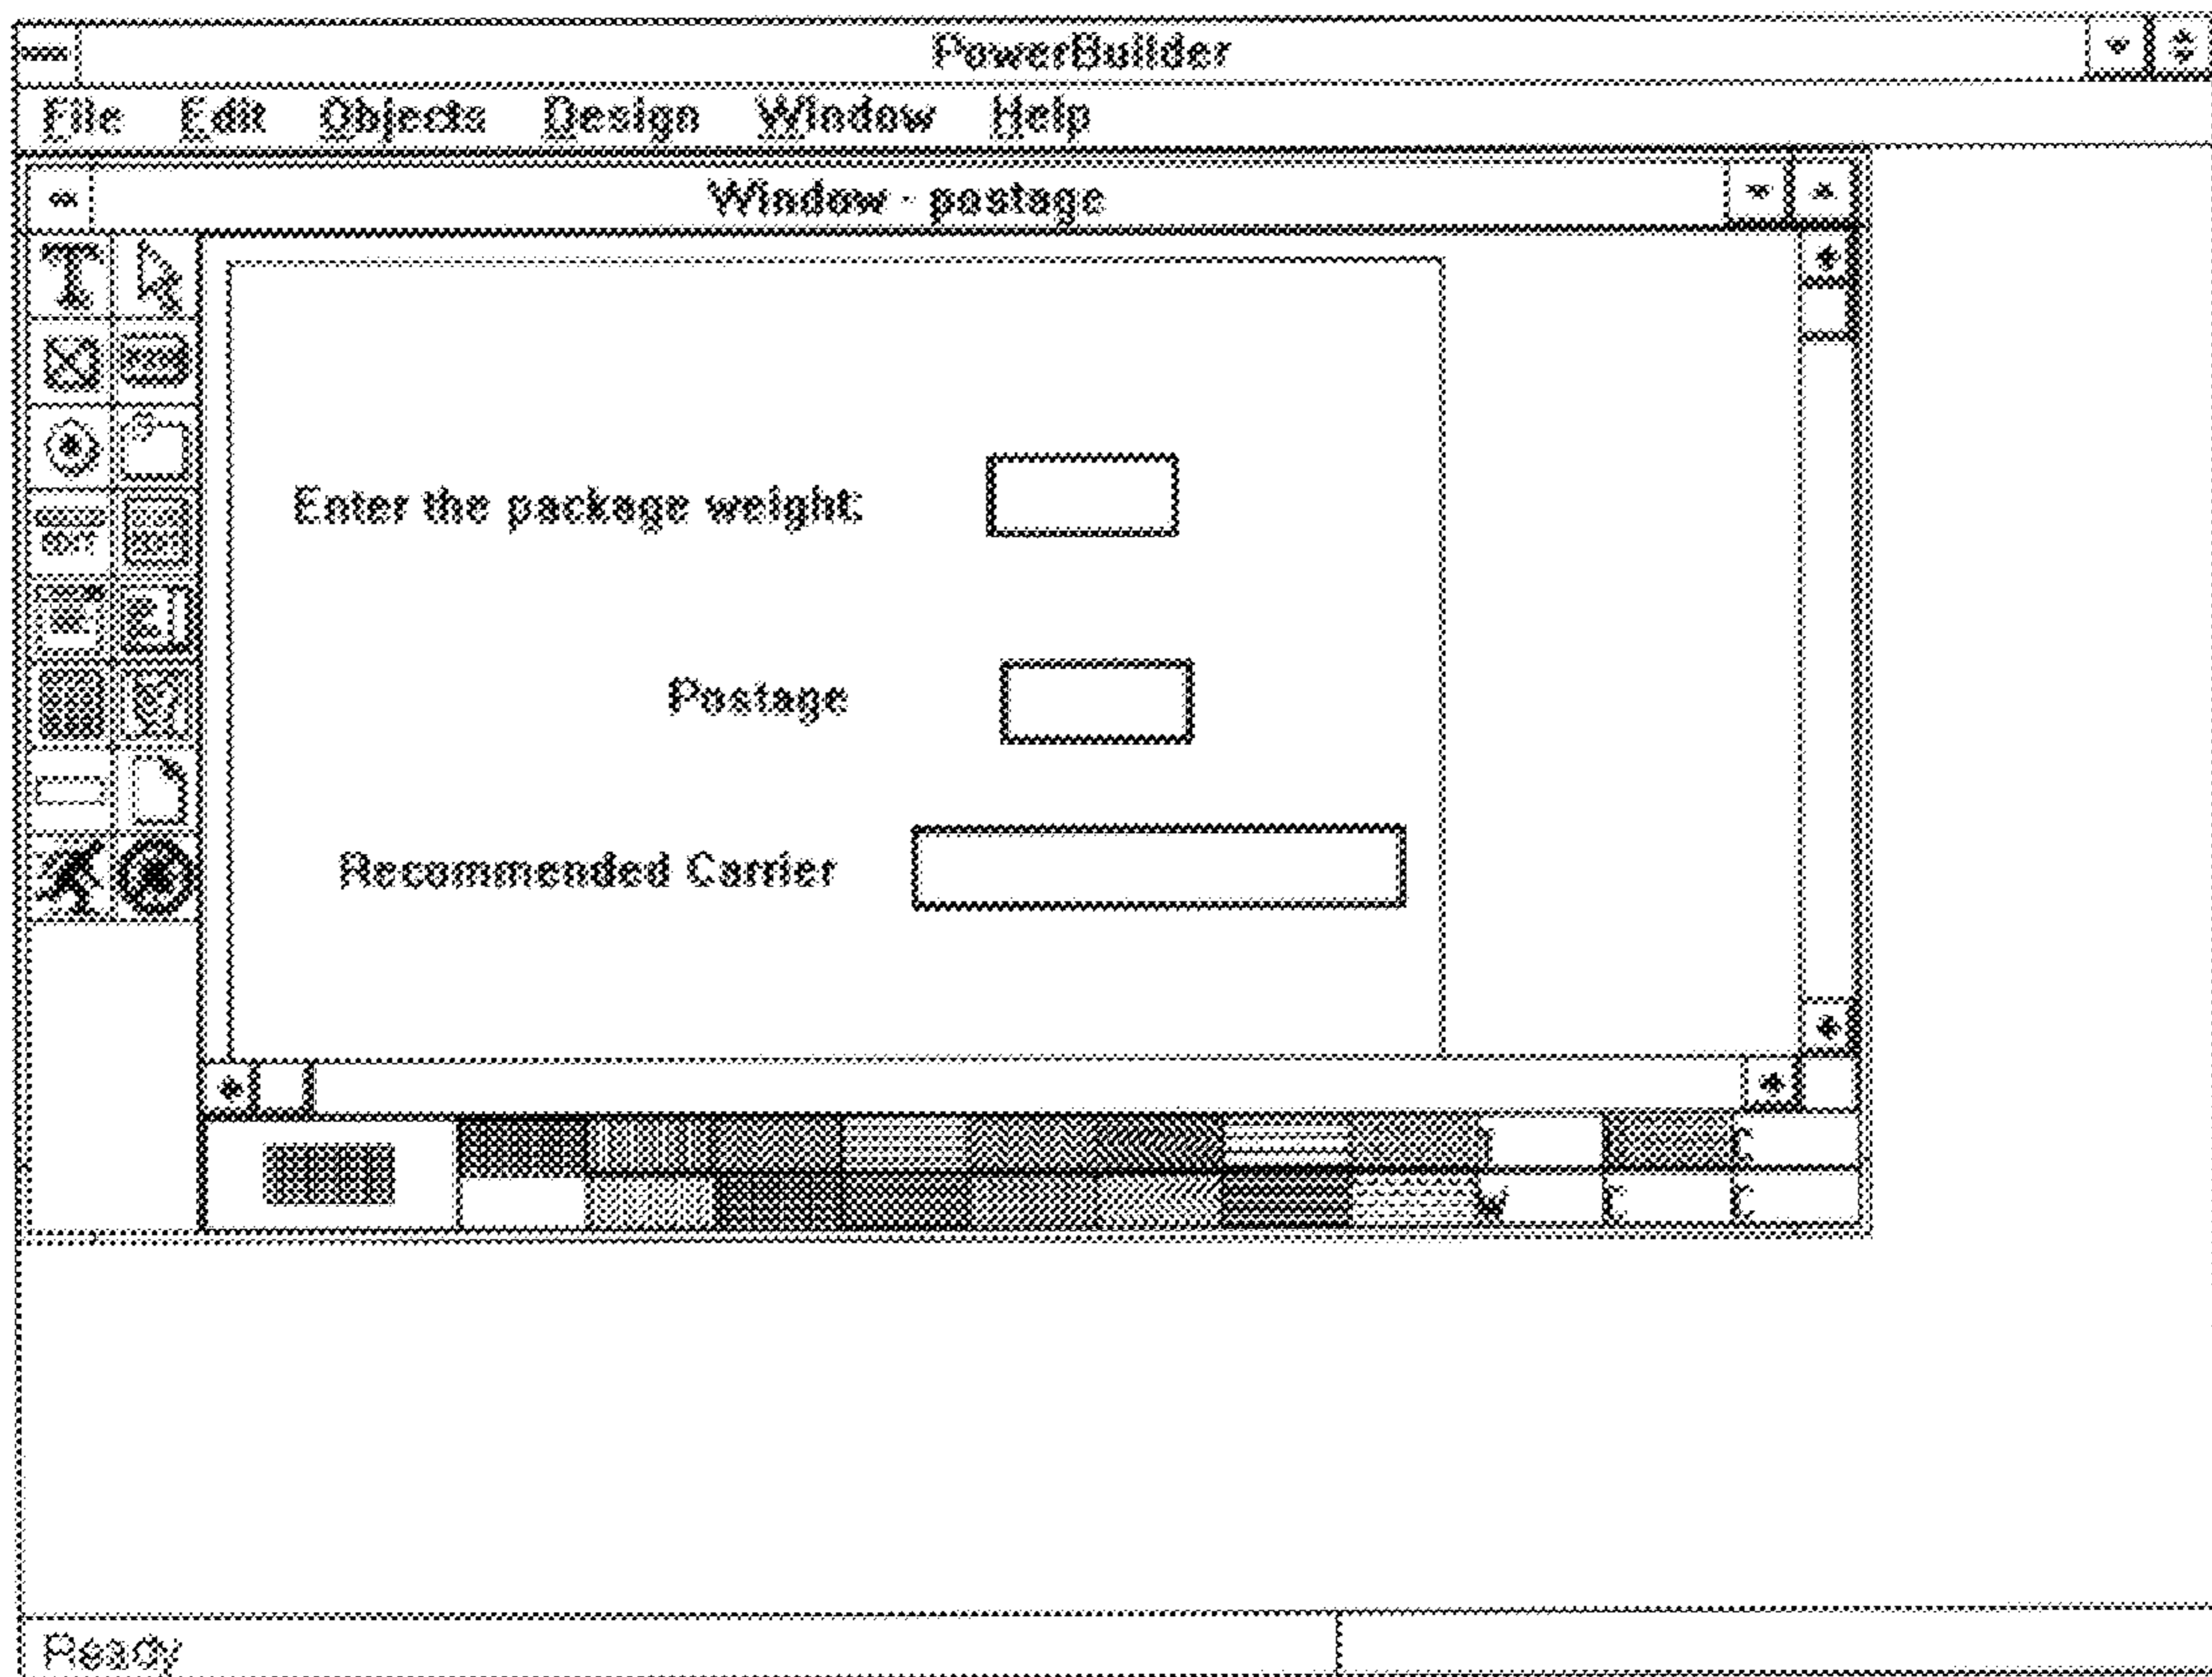 PowerBuilder
File Edit Objects Design Window Help
Window - postage
T
Enter the package weight:
Postage
Recommended Carrier
Ready